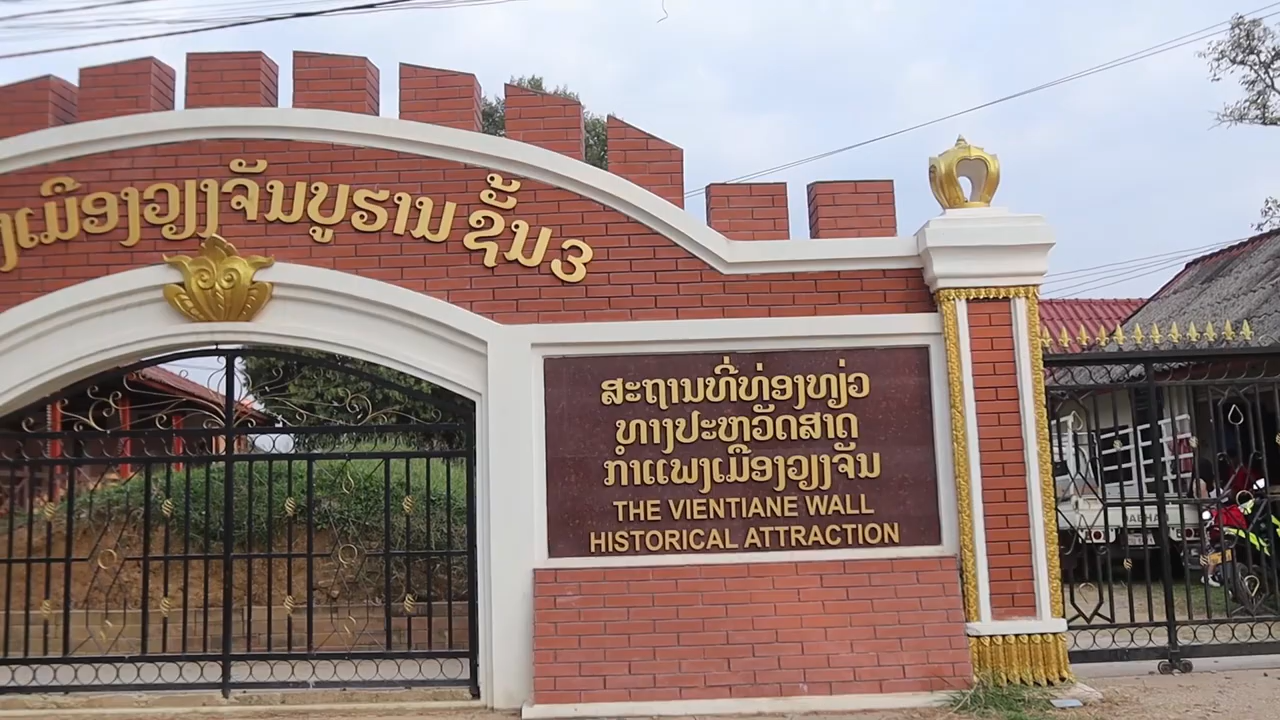 ເມືອງວຽງຈັນບູຮານ ຊັ້ນ 3
ສະຖານທີ່ທ່ອງທ່ຽວ
ທາງປະຫວັດສາດ
ກຳແພງເມືອງວຽງຈັນ
THE VIENTIANE WALL
HISTORICAL ATTRACTION